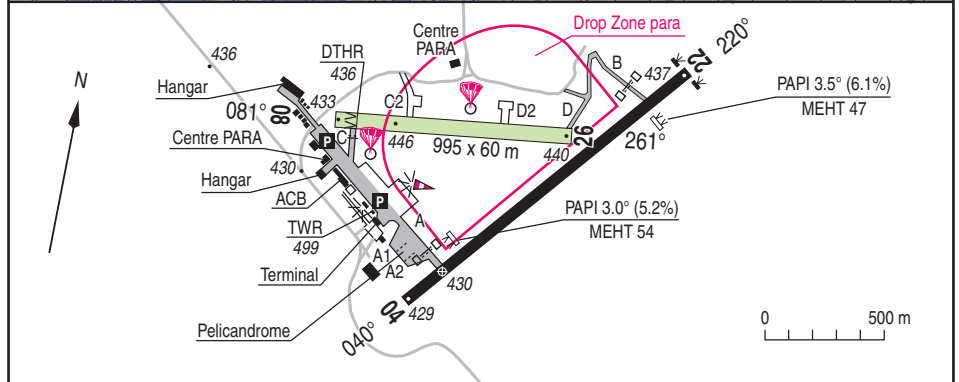 Drop Zone para
Centre
PARA
N
436
DTHR
436
B
437
22
220°
PAPI 3.5° (6.1%)
MEHT 47
Hangar
433
081°
08
C2
D2
D
P
C1
446
995 x 60 m
440
26
261°
Centre PARA
430
Hangar
ACB
P
A
PAPI 3.0° (5.2%)
MEHT 54
TWR
499
A1
A2
Terminal
430
Pelicandrome
04
429
040°
0
500 m